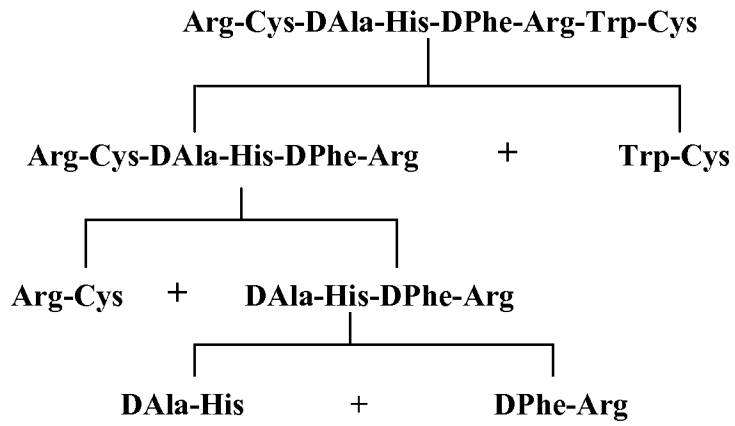 Arg-Cys-DAla-His-DPhe-Arg-Trp-Cys
Arg-Cys-DAla-His-DPhe-Arg + Trp-Cys
Arg-Cys + DAla-His-DPhe-Arg
DAla-His + DPhe-Arg